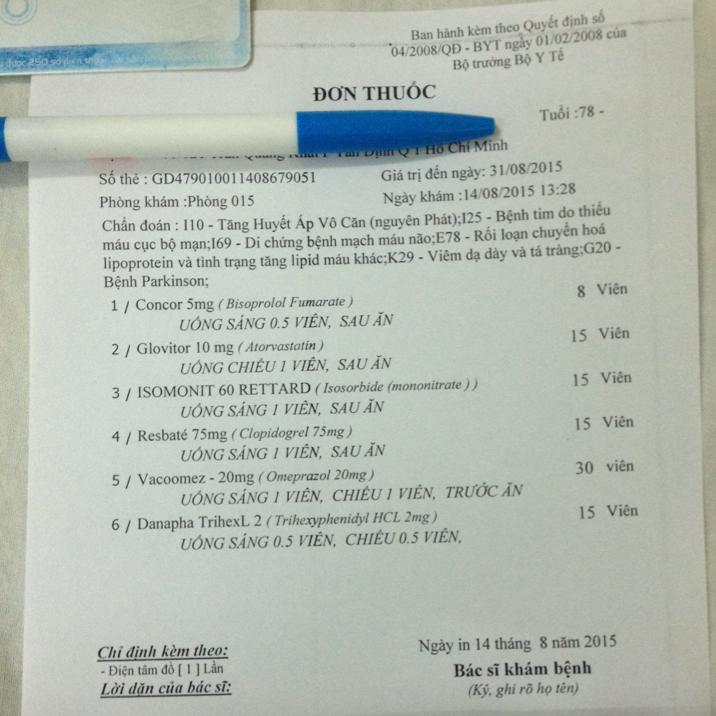 được 250 số điện thoại
Ban hành kèm theo Quyết định số
04/2008/QĐ - BYT ngày 01/02/2008 của
Bộ trưởng Bộ Y Tế
ĐƠN THUỐC
Tuổi :78 -
Q 1 Hồ Chí Minh
Số thẻ : GD479010011408679051
Giá trị đến ngày: 31/08/2015
Phòng khám :Phòng 015
Ngày khám :14/08/2015 13:28
Chẩn đoán : I10 - Tăng Huyết Áp Vô Căn (nguyên Phát);I25 - Bệnh tim do thiếu
máu cục bộ mạn;I69 - Di chứng bệnh mạch máu não;E78 - Rối loạn chuyển hoá
lipoprotein và tình trạng tăng lipid máu khác;K29 - Viêm dạ dày và tá tràng;G20 -
Bệnh Parkinson;
1 / Concor 5mg ( Bisoprolol Fumarate ) 8 Viên
UỐNG SÁNG 0.5 VIÊN, SAU ĂN
2 / Glovitor 10 mg ( Atorvastatin ) 15 Viên
UỐNG CHIỀU 1 VIÊN, SAU ĂN
3 / ISOMONIT 60 RETTARD ( Isosorbide (mononitrate ) ) 15 Viên
UỐNG SÁNG 1 VIÊN, SAU ĂN
4 / Resbaté 75mg ( Clopidogrel 75mg ) 15 Viên
UỐNG SÁNG 1 VIÊN, SAU ĂN
5 / Vacoomez - 20mg ( Omeprazol 20mg ) 30 viên
UỐNG SÁNG 1 VIÊN, CHIỀU 1 VIÊN, TRƯỚC ĂN
6 / Danapha TrihexL 2 ( Trihexyphenidyl HCL 2mg ) 15 Viên
UỐNG SÁNG 0.5 VIÊN, CHIỀU 0.5 VIÊN,
Chỉ định kèm theo:
Ngày in 14 tháng 8 năm 2015
- Điện tâm đồ [ 1 ] Lần
Bác sĩ khám bệnh
Lời dặn của bác sĩ:
(Ký, ghi rõ họ tên)